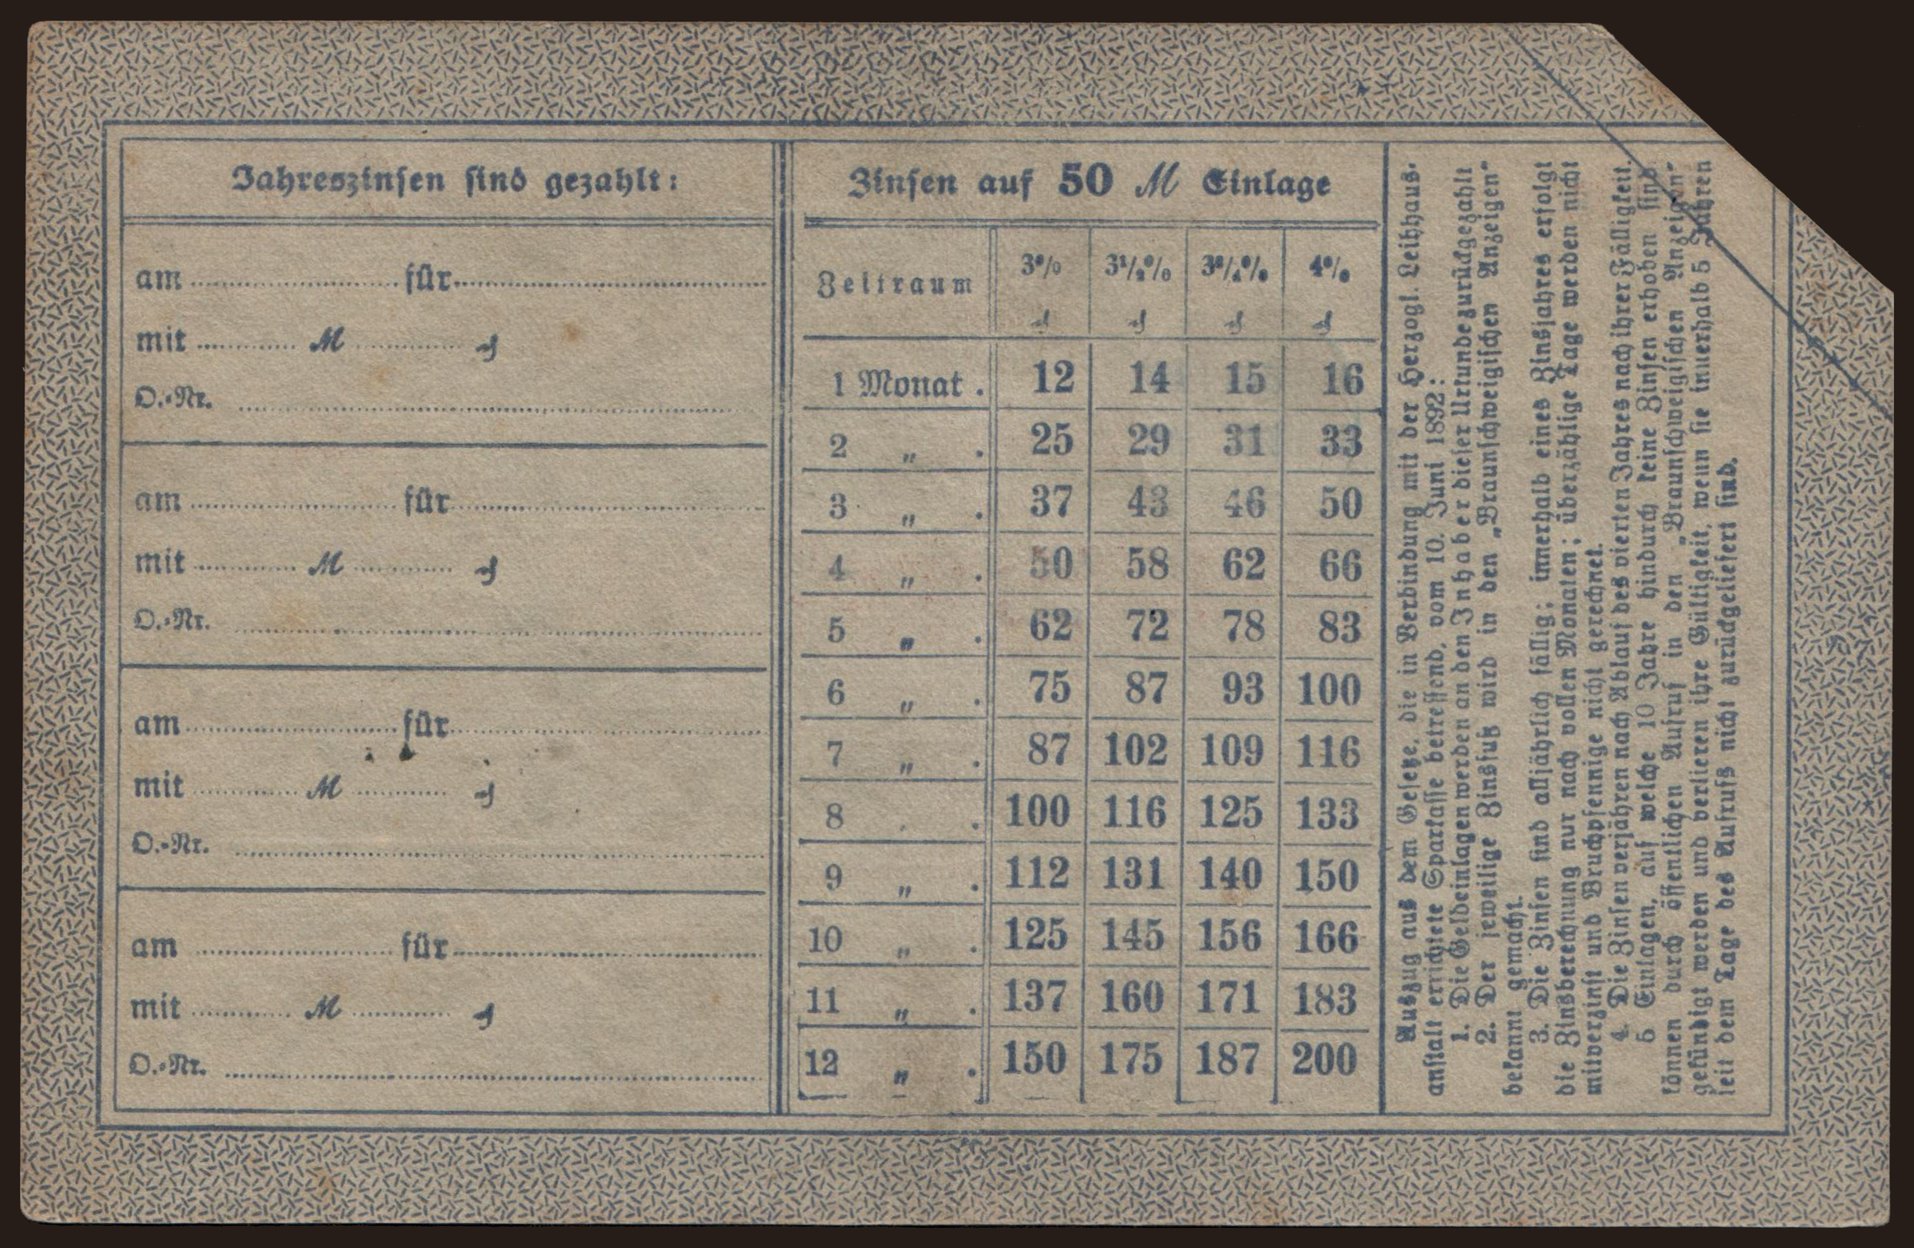 Jahreszinsen sind gezahlt:
am für
mit ℳ ₰
O.-Nr.
am für
mit ℳ ₰
O.-Nr.
am für
mit ℳ ₰
O.-Nr.
am für
mit ℳ ₰
O.-Nr.
Zinsen auf 50 ℳ Einlage
Zeitraum 3% 3½% 3¾% 4%
₰ ₰ ₰ ₰
1 Monat . 12 14 15 16
2 „ . 25 29 31 33
3 „ . 37 43 46 50
4 „ . 50 58 62 66
5 „ . 62 72 78 83
6 „ . 75 87 93 100
7 „ . 87 102 109 116
8 . . 100 116 125 133
9 „ . 112 131 140 150
10 „ . 125 145 156 166
11 „ . 137 160 171 183
12 „ . 150 175 187 200
Auszug aus dem Gesetze, die in Verbindung mit der Herzogl. Leihhaus-
anstalt errichtete Sparkasse betreffend, vom 10. Juni 1892:
1. Die Geldeinlagen werden an den Inhaber dieser Urkunde zurückgezahlt
2. Der jeweilige Zinsfuß wird in den „Braunschweigischen Anzeigen"
bekannt gemacht.
3. Die Zinsen sind alljährlich fällig; innerhalb eines Zinsjahres erfolgt
die Zinsberechnung nur nach vollen Monaten; überzählige Tage werden nicht
mitverzinst und Bruchpfennige nicht gerechnet.
4. Die Zinsen verjähren nach Ablauf des vierten Jahres nach ihrer Fälligkeit.
5. Einlagen, auf welche 10 Jahre hindurch keine Zinsen erhoben sind,
können durch öffentlichen Aufruf in den „Braunschweigischen Anzeigen"
gekündigt werden und verlieren ihre Gültigkeit, wenn sie innerhalb 5 Jahren
seit dem Tage des Aufrufs nicht zurückgeliefert sind.